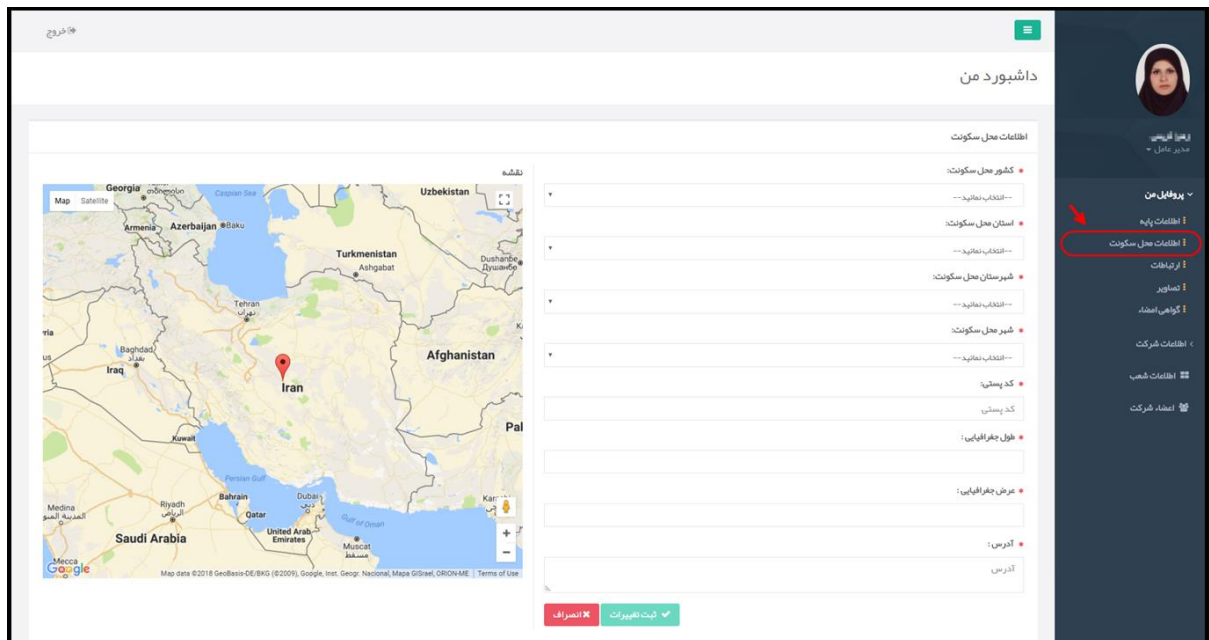 خروج
داشبورد من
مدیر عامل
پروفایل من
اطلاعات پایه
اطلاعات محل سکونت
ارتباطات
تصاویر
گواهی امضاء
اطلاعات شرکت
اطلاعات شعب
اعضاء شرکت
اطلاعات محل سکونت
کشور محل سکونت:
--انتخاب نمائید--
استان محل سکونت:
--انتخاب نمائید--
شهرستان محل سکونت:
--انتخاب نمائید--
شهر محل سکونت:
--انتخاب نمائید--
کد پستی:
کد پستی
طول جغرافیایی :
عرض جغرافیایی :
آدرس :
آدرس
ثبت تغییرات
انصراف
نقشه
Map Satellite
Georgia
Caspian Sea
Uzbekistan
Armenia
Azerbaijan
Baku
Turkmenistan
Ashgabat
Dushanbe
Душанбе
Tehran
تهران
Baghdad
بغداد
Iraq
Iran
Afghanistan
Kuwait
Persian Gulf
Bahrain
Dubai
دبي
Qatar
Gulf of Oman
Medina
المدينة المنو
Riyadh
الرياض
Saudi Arabia
United Arab
Emirates
Muscat
مسقط
Mecca
Pal
Google
Map data ©2018 GeoBasis-DE/BKG (©2009), Google, Inst. Geogr. Nacional, Mapa GISrael, ORION-ME
Terms of Use